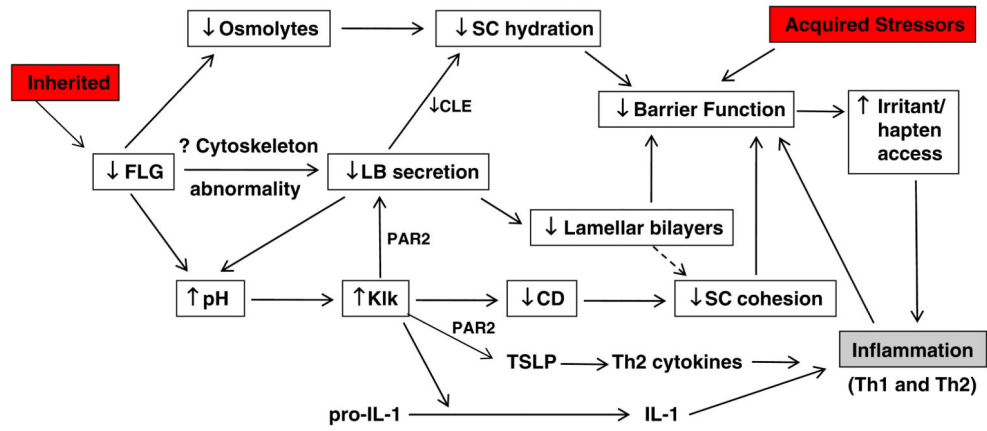 ↓ Osmolytes
↓ SC hydration
Acquired Stressors
Inherited
↓CLE
↓ Barrier Function
↑ Irritant/
hapten
access
? Cytoskeleton
abnormality
↓ FLG
↓LB secretion
↓ Lamellar bilayers
PAR2
↑pH
↑Klk
↓CD
↓SC cohesion
PAR2
TSLP
Th2 cytokines
Inflammation
(Th1 and Th2)
pro-IL-1
IL-1